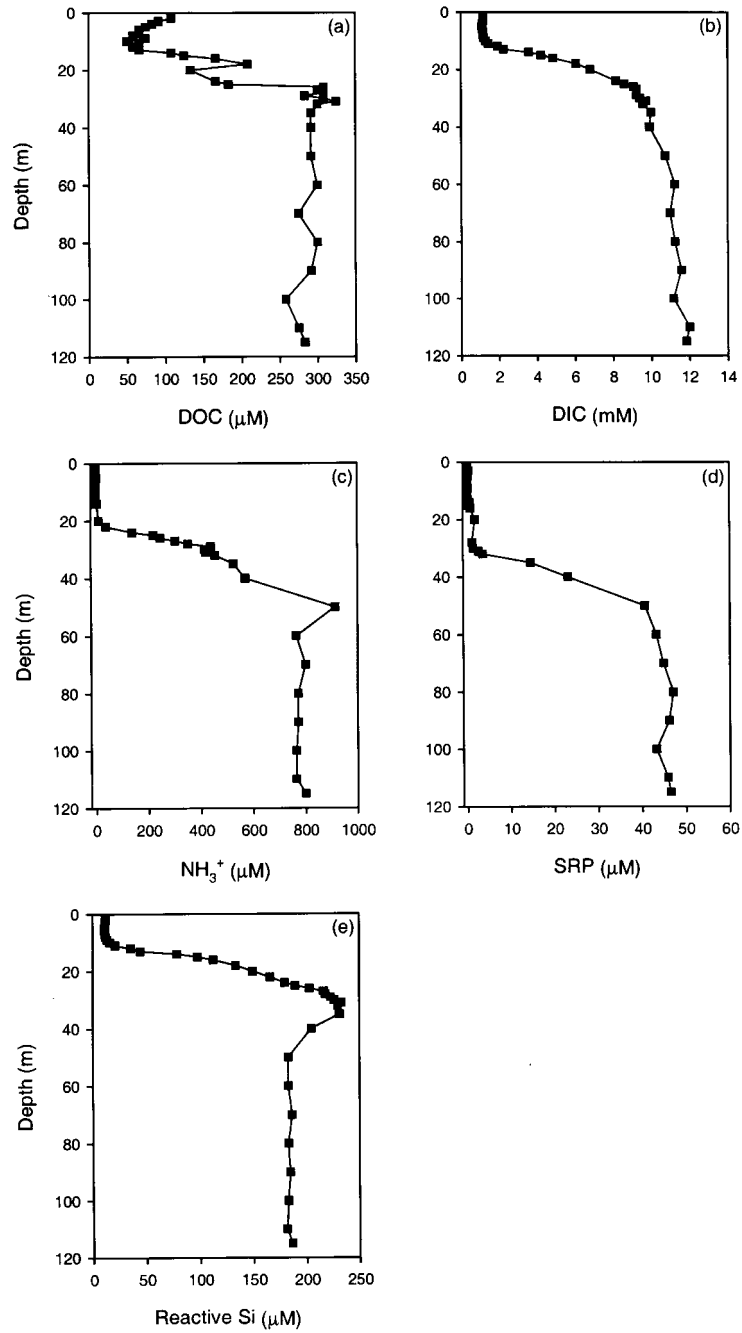 (a)
0
20
40
60
80
100
120
Depth (m)
0 50 100 150 200 250 300 350
DOC (µM)
(b)
0
20
40
60
80
100
120
0 2 4 6 8 10 12 14
DIC (mM)
(c)
0
20
40
60
80
100
120
Depth (m)
0 200 400 600 800 1000
NH₃⁺ (µM)
(d)
0
20
40
60
80
100
120
0 10 20 30 40 50 60
SRP (µM)
(e)
0
20
40
60
80
100
120
Depth (m)
0 50 100 150 200 250
Reactive Si (µM)